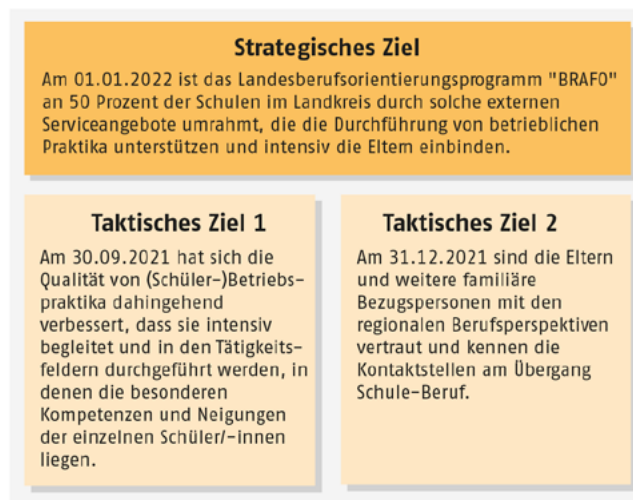 Strategisches Ziel
Am 01.01.2022 ist das Landesberufsorientierungsprogramm "BRAFO"
an 50 Prozent der Schulen im Landkreis durch solche externen
Serviceangebote umrahmt, die die Durchführung von betrieblichen
Praktika unterstützen und intensiv die Eltem einbinden.
Taktisches Ziel 1
Am 30.09.2021 hat sich die
Qualität von (Schüler-)Betriebs-
praktika dahingehend
verbessert, dass sie intensiv
begleitet und in den Tätigkeits-
feldern durchgeführt werden, in
denen die besonderen
Kompetenzen und Neigungen
der einzelnen Schüler/-innen
liegen.
Taktisches Ziel 2
Am 31.12.2021 sind die Eltern
und weitere familiäre
Bezugspersonen mit den
regionalen Berufsperspektiven
vertraut und kennen die
Kontaktstellen am Übergang
Schule-Beruf.